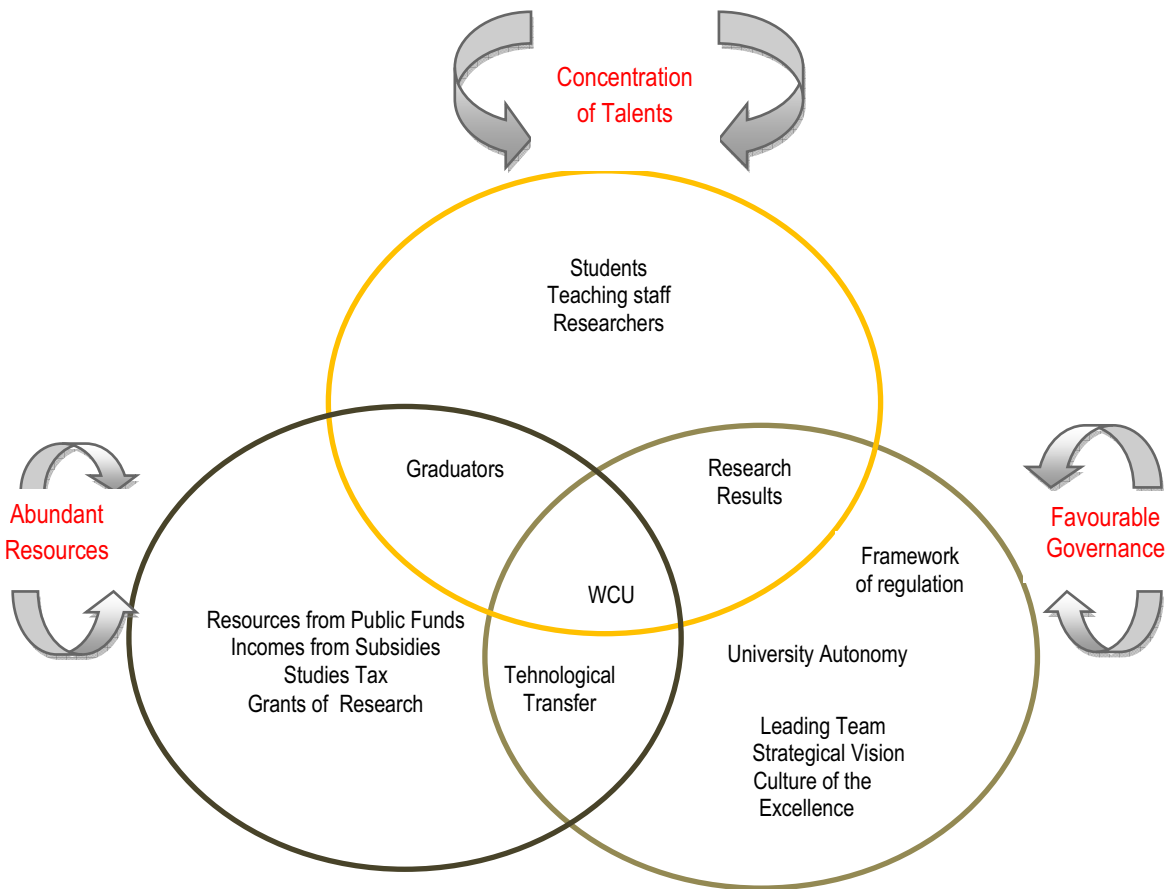 Concentration
of Talents
Students
Teaching staff
Researchers
Graduators
Research
Results
Abundant
Resources
Favourable
Governance
Framework
of regulation
WCU
Resources from Public Funds
Incomes from Subsidies
Studies Tax
Grants of Research
Tehnological
Transfer
University Autonomy
Leading Team
Strategical Vision
Culture of the
Excellence